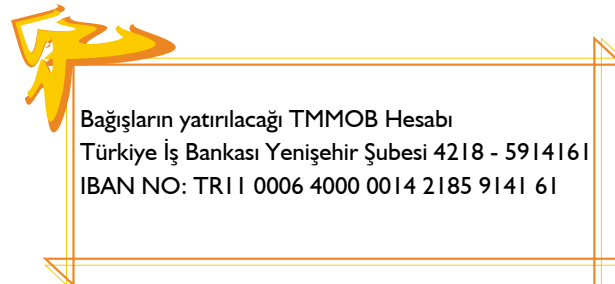 Bağışların yatırılacağı TMMOB Hesabı
Türkiye İş Bankası Yenişehir Şubesi 4218 - 5914161
IBAN NO: TR11 0006 4000 0014 2185 9141 61